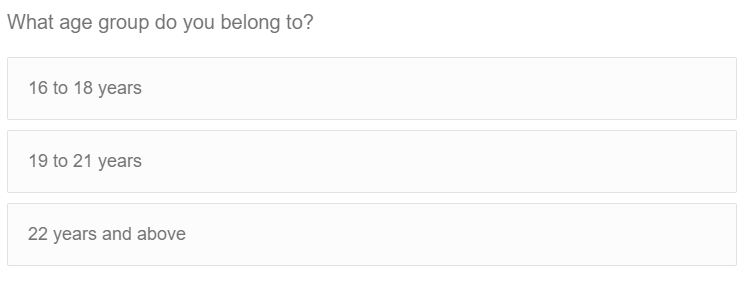 What age group do you belong to?
16 to 18 years
19 to 21 years
22 years and above